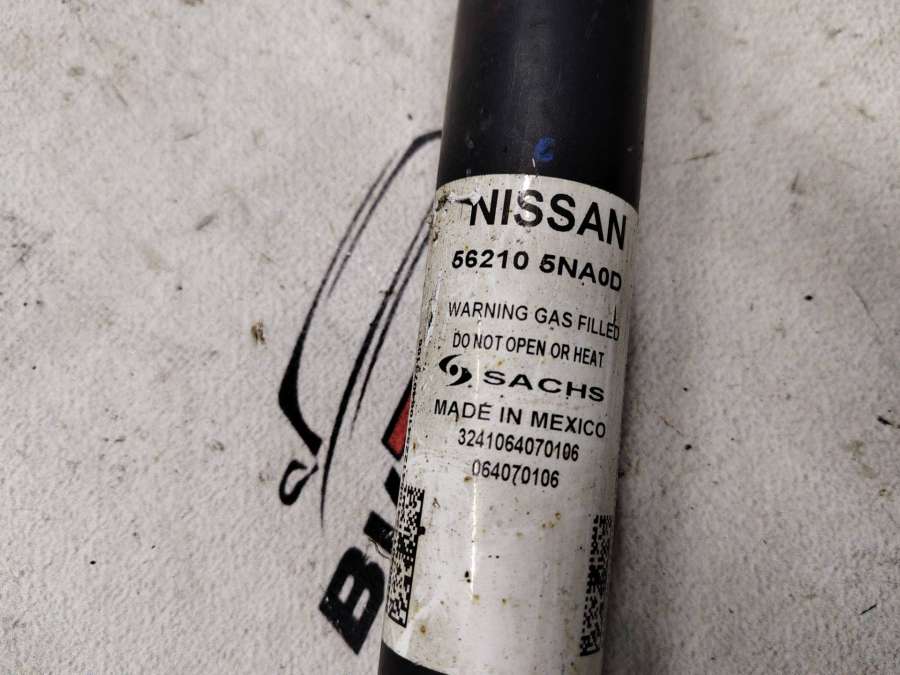 NISSAN
56210 5NA0D
WARNING GAS FILLED
DO NOT OPEN OR HEAT
SACHS
MADE IN MEXICO
3241064070106
064070106